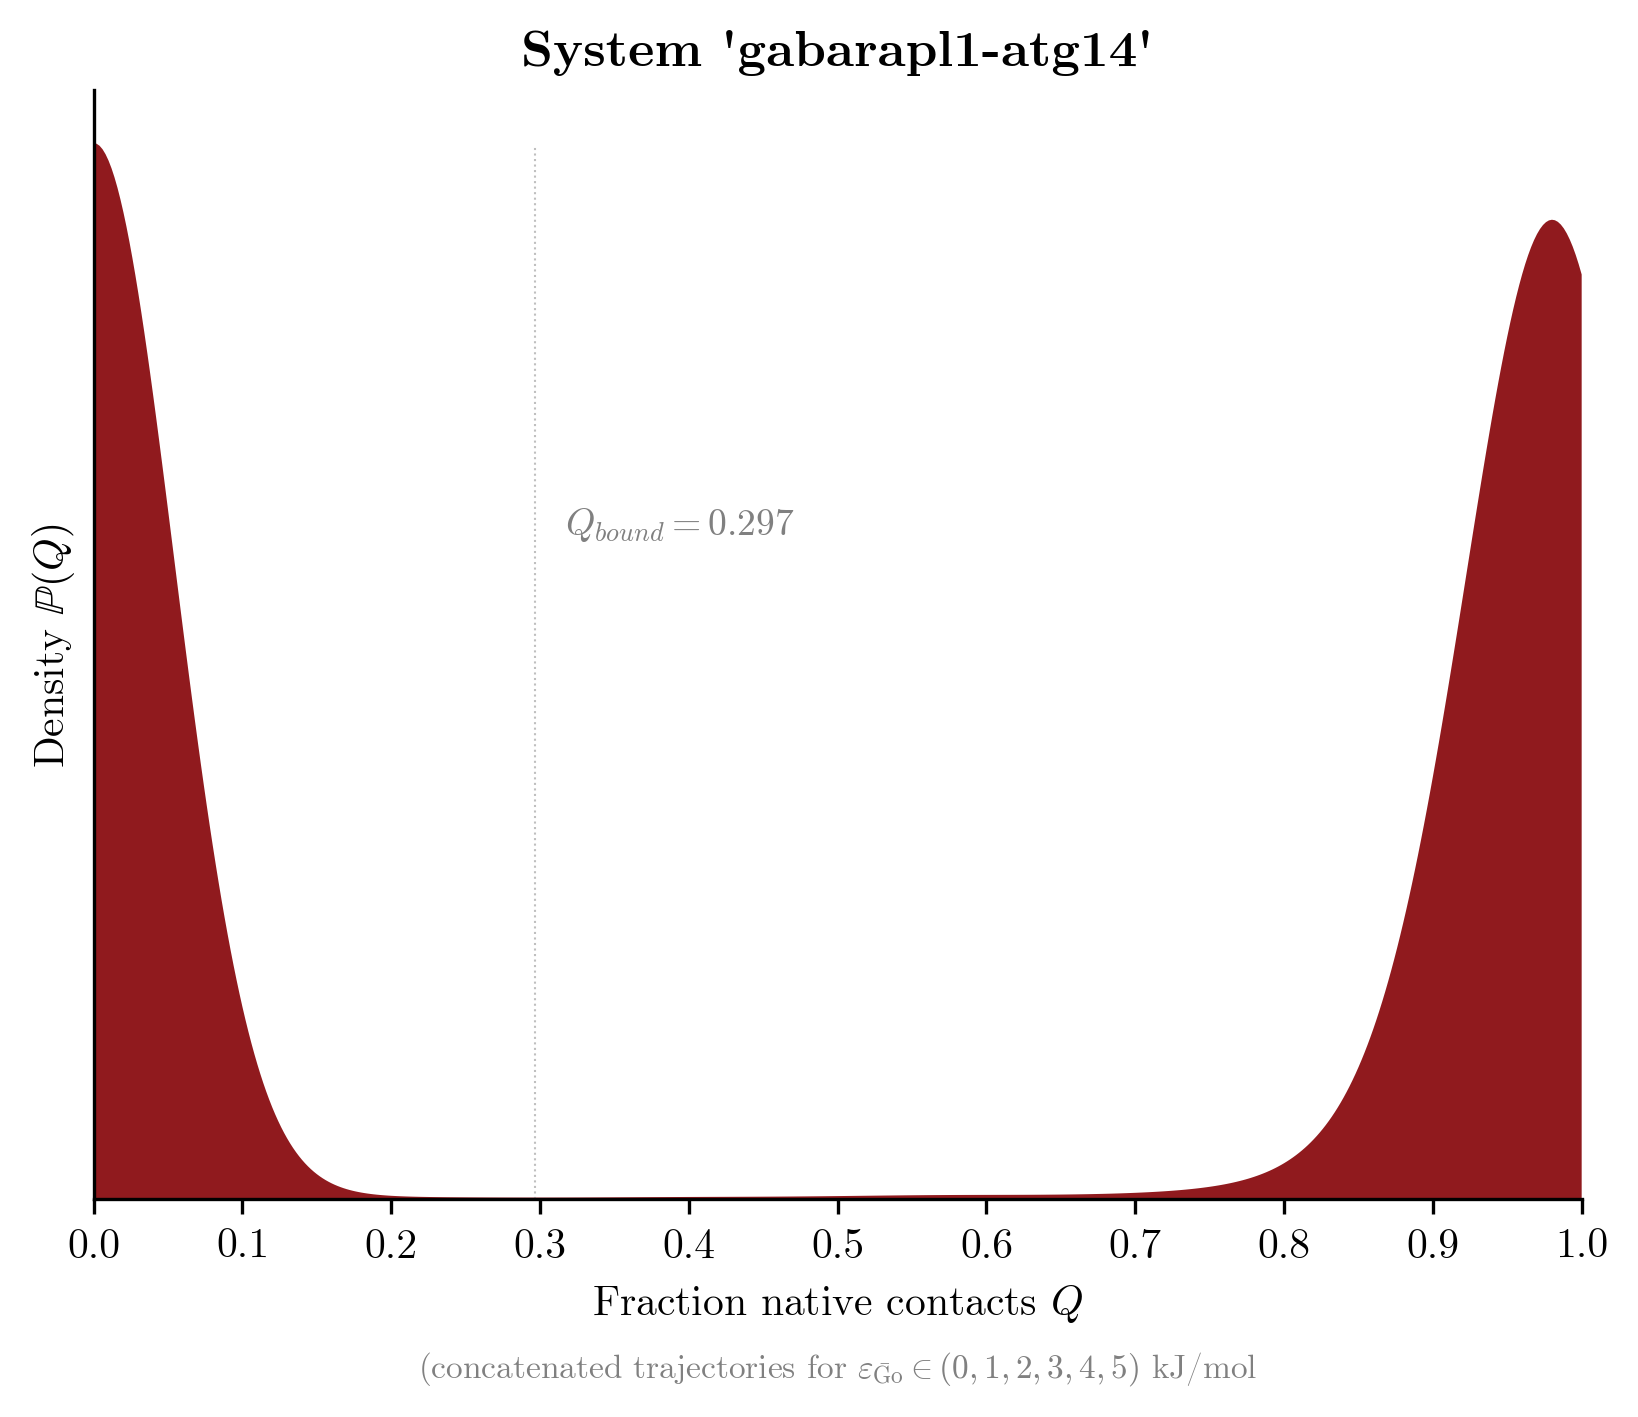 System 'gabarapl1-atg14'
Density ℙ(Q)
Q_bound = 0.297
0.0 0.1 0.2 0.3 0.4 0.5 0.6 0.7 0.8 0.9 1.0
Fraction native contacts Q
(concatenated trajectories for ε_Ḡo ∈ (0, 1, 2, 3, 4, 5) kJ/mol